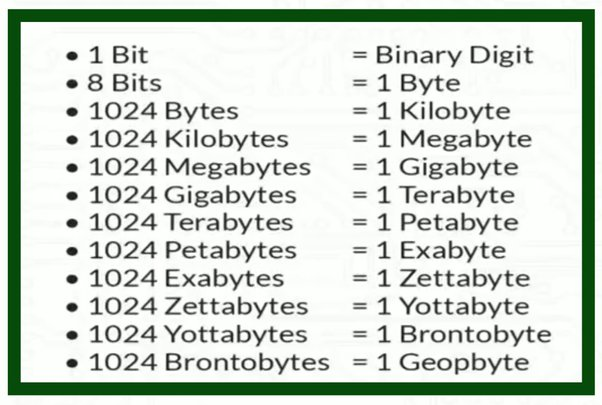 • 1 Bit = Binary Digit
• 8 Bits = 1 Byte
• 1024 Bytes = 1 Kilobyte
• 1024 Kilobytes = 1 Megabyte
• 1024 Megabytes = 1 Gigabyte
• 1024 Gigabytes = 1 Terabyte
• 1024 Terabytes = 1 Petabyte
• 1024 Petabytes = 1 Exabyte
• 1024 Exabytes = 1 Zettabyte
• 1024 Zettabytes = 1 Yottabyte
• 1024 Yottabytes = 1 Brontobyte
• 1024 Brontobytes = 1 Geopbyte